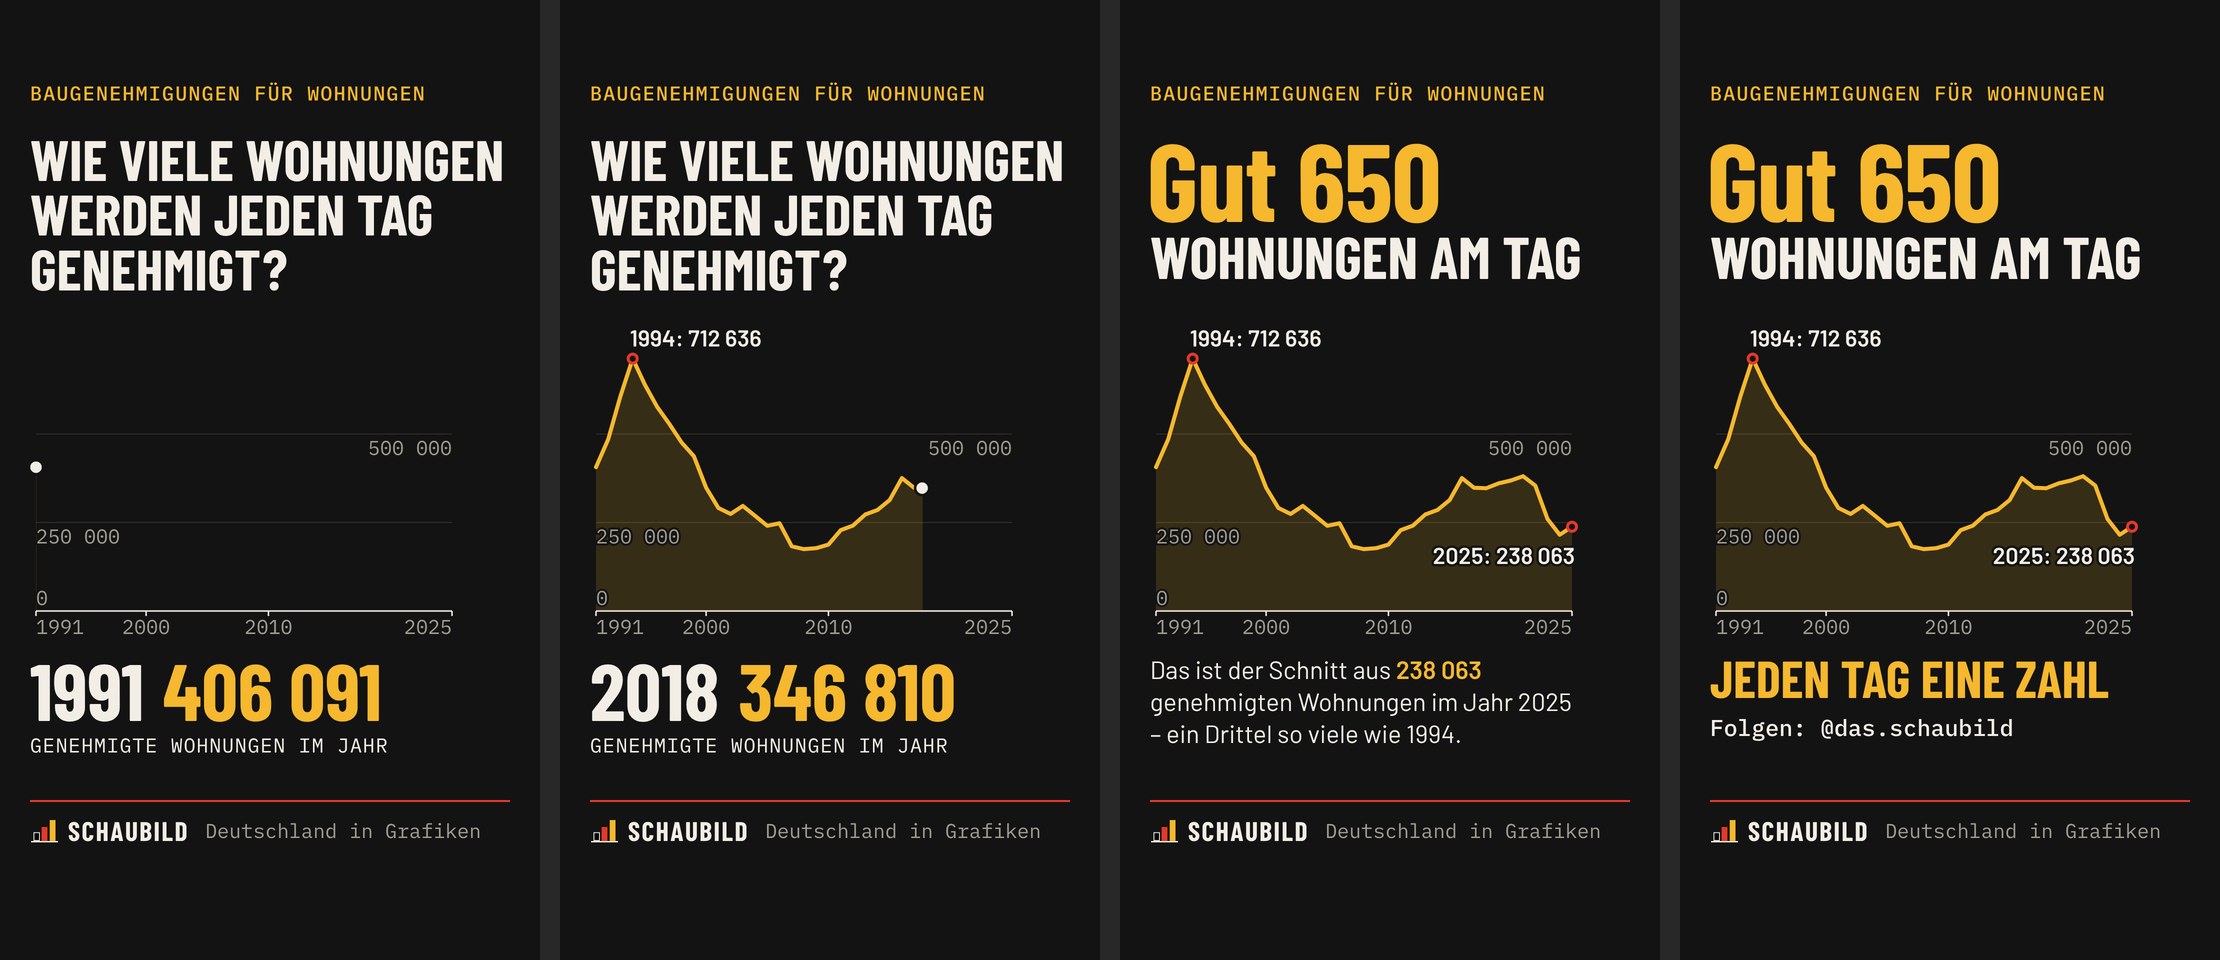 BAUGENEHMIGUNGEN FÜR WOHNUNGEN
WIE VIELE WOHNUNGEN
WERDEN JEDEN TAG
GENEHMIGT?
500 000
250 000
0
1991 2000 2010 2025
1991 406 091
GENEHMIGTE WOHNUNGEN IM JAHR
SCHAUBILD Deutschland in Grafiken
BAUGENEHMIGUNGEN FÜR WOHNUNGEN
WIE VIELE WOHNUNGEN
WERDEN JEDEN TAG
GENEHMIGT?
1994: 712 636
500 000
250 000
0
1991 2000 2010 2025
2018 346 810
GENEHMIGTE WOHNUNGEN IM JAHR
SCHAUBILD Deutschland in Grafiken
BAUGENEHMIGUNGEN FÜR WOHNUNGEN
Gut 650
WOHNUNGEN AM TAG
1994: 712 636
500 000
250 000
2025: 238 063
0
1991 2000 2010 2025
Das ist der Schnitt aus 238 063
genehmigten Wohnungen im Jahr 2025
– ein Drittel so viele wie 1994.
SCHAUBILD Deutschland in Grafiken
BAUGENEHMIGUNGEN FÜR WOHNUNGEN
Gut 650
WOHNUNGEN AM TAG
1994: 712 636
500 000
250 000
2025: 238 063
0
1991 2000 2010 2025
JEDEN TAG EINE ZAHL
Folgen: @das.schaubild
SCHAUBILD Deutschland in Grafiken